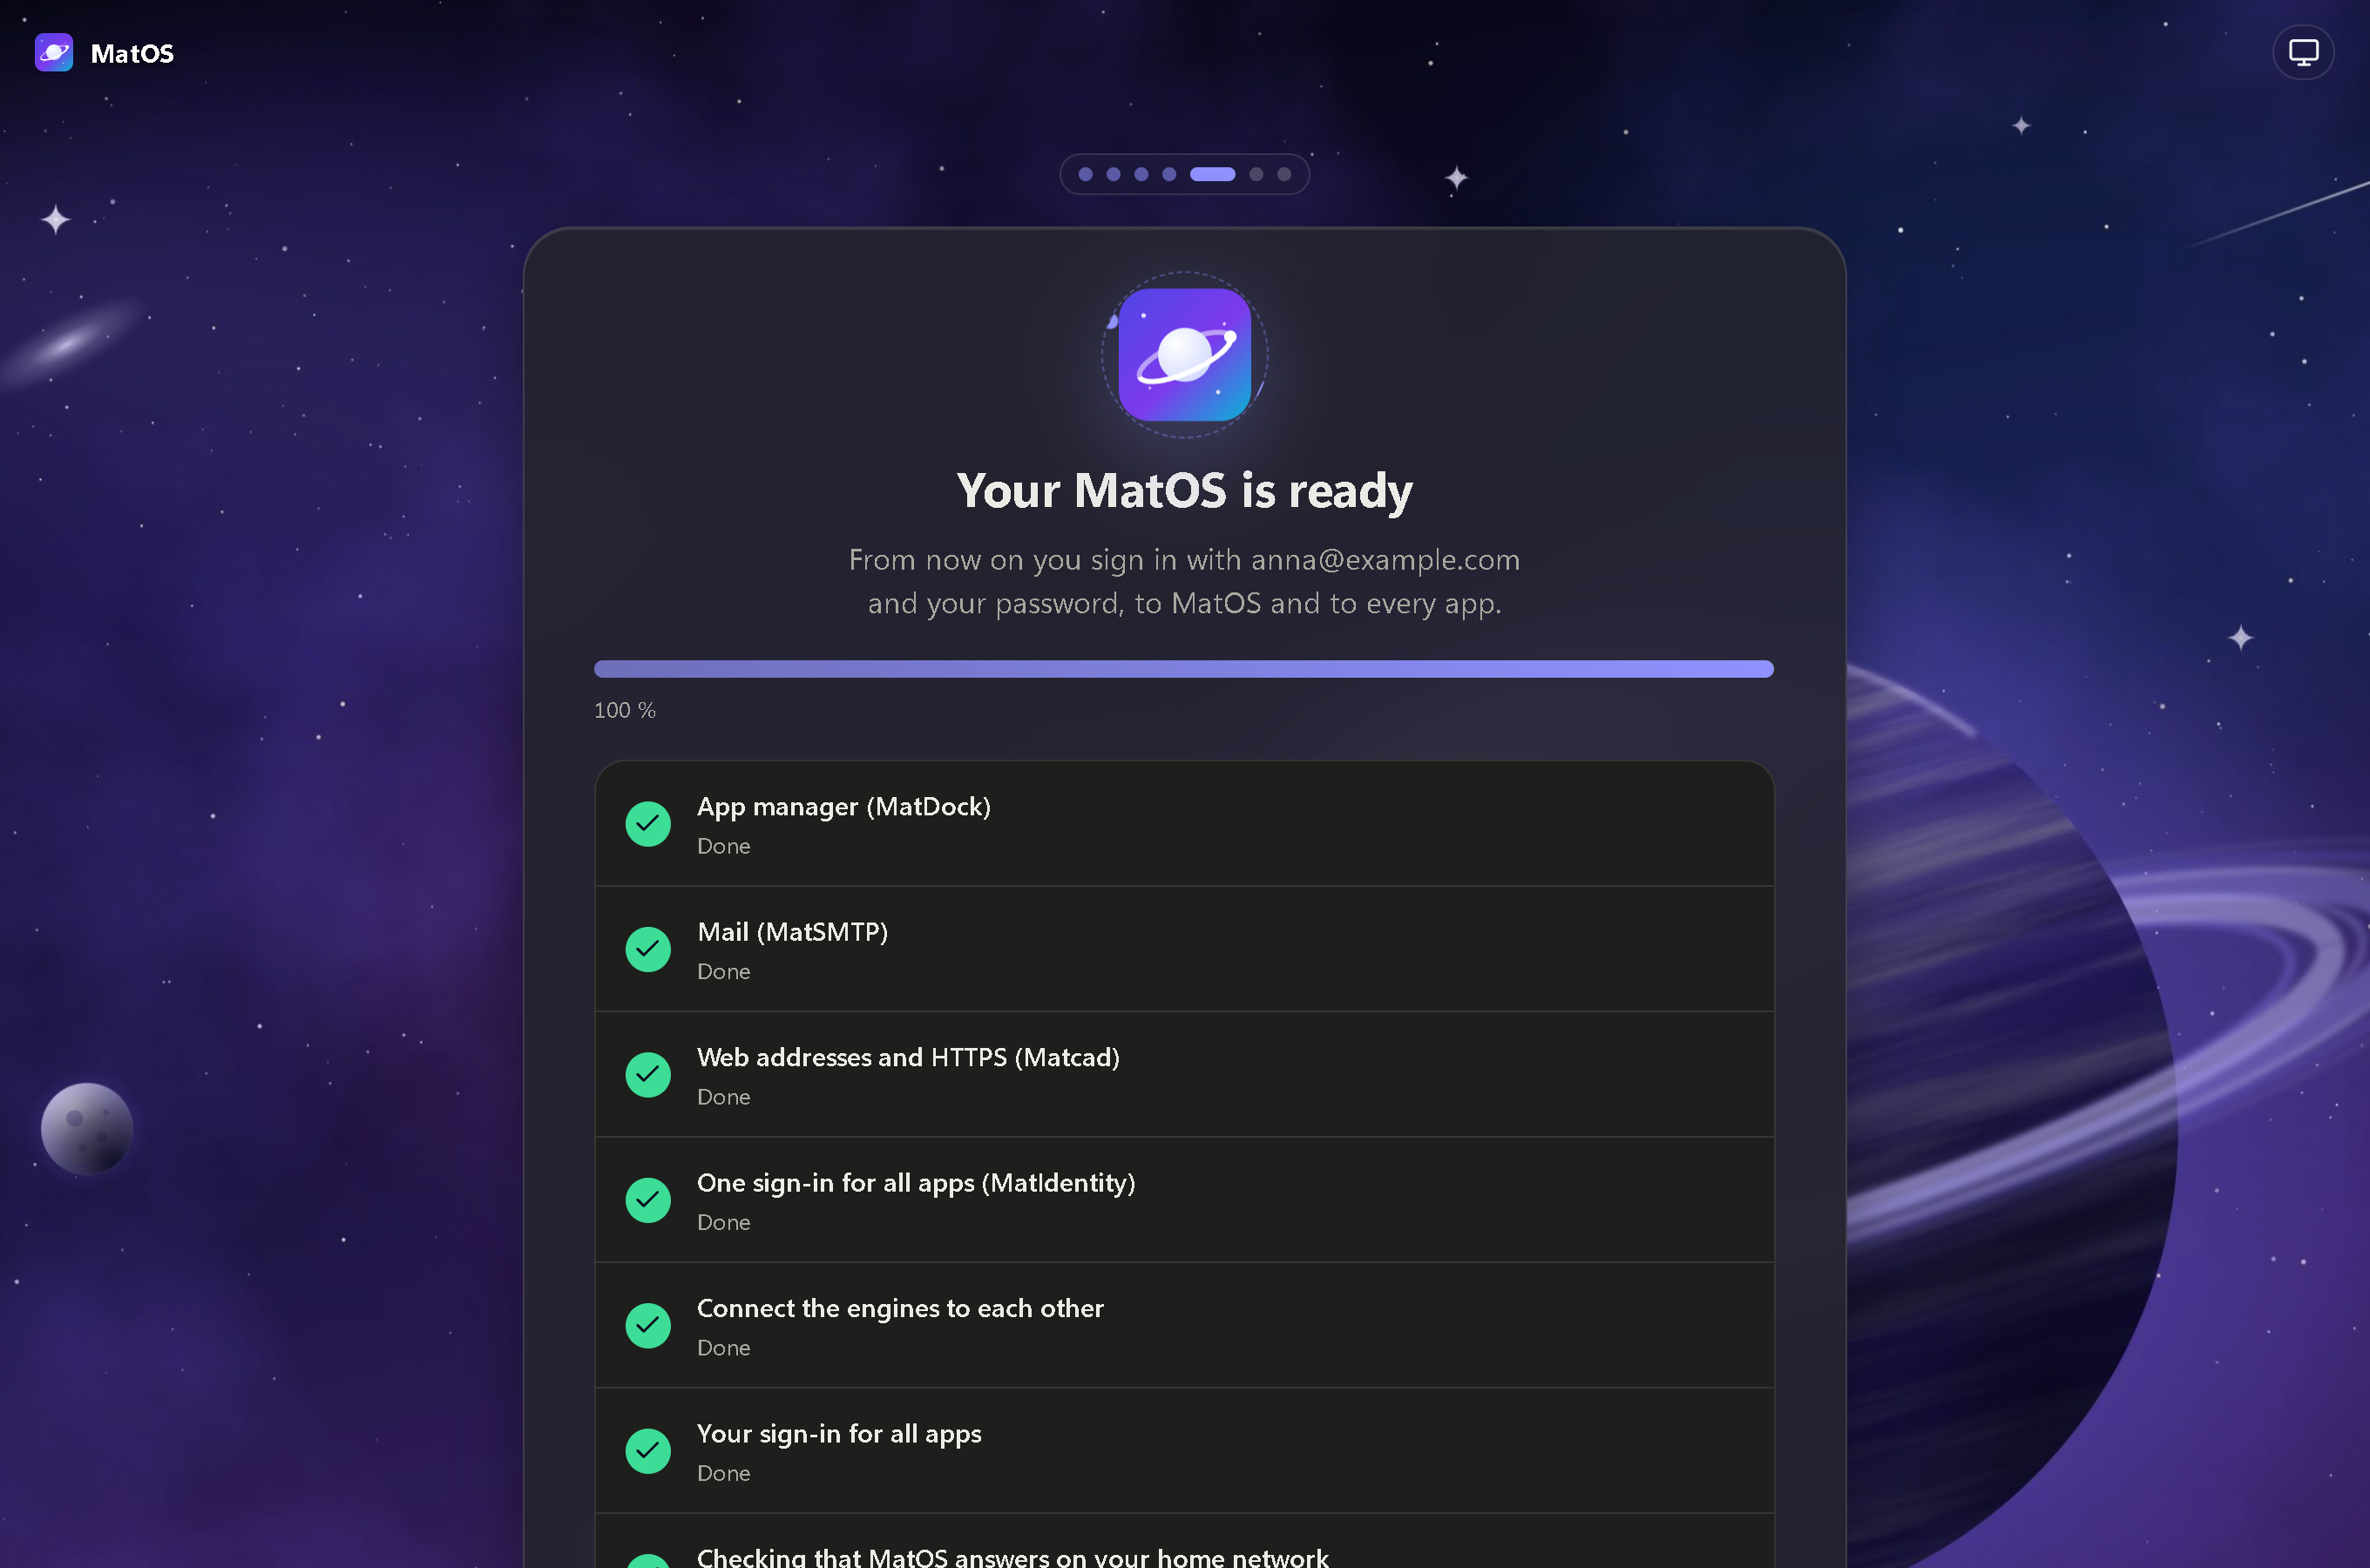 MatOS
Your MatOS is ready
From now on you sign in with anna@example.com
and your password, to MatOS and to every app.
100 %
App manager (MatDock)
Done
Mail (MatSMTP)
Done
Web addresses and HTTPS (Matcad)
Done
One sign-in for all apps (MatIdentity)
Done
Connect the engines to each other
Done
Your sign-in for all apps
Done
Checking that MatOS answers on your home network